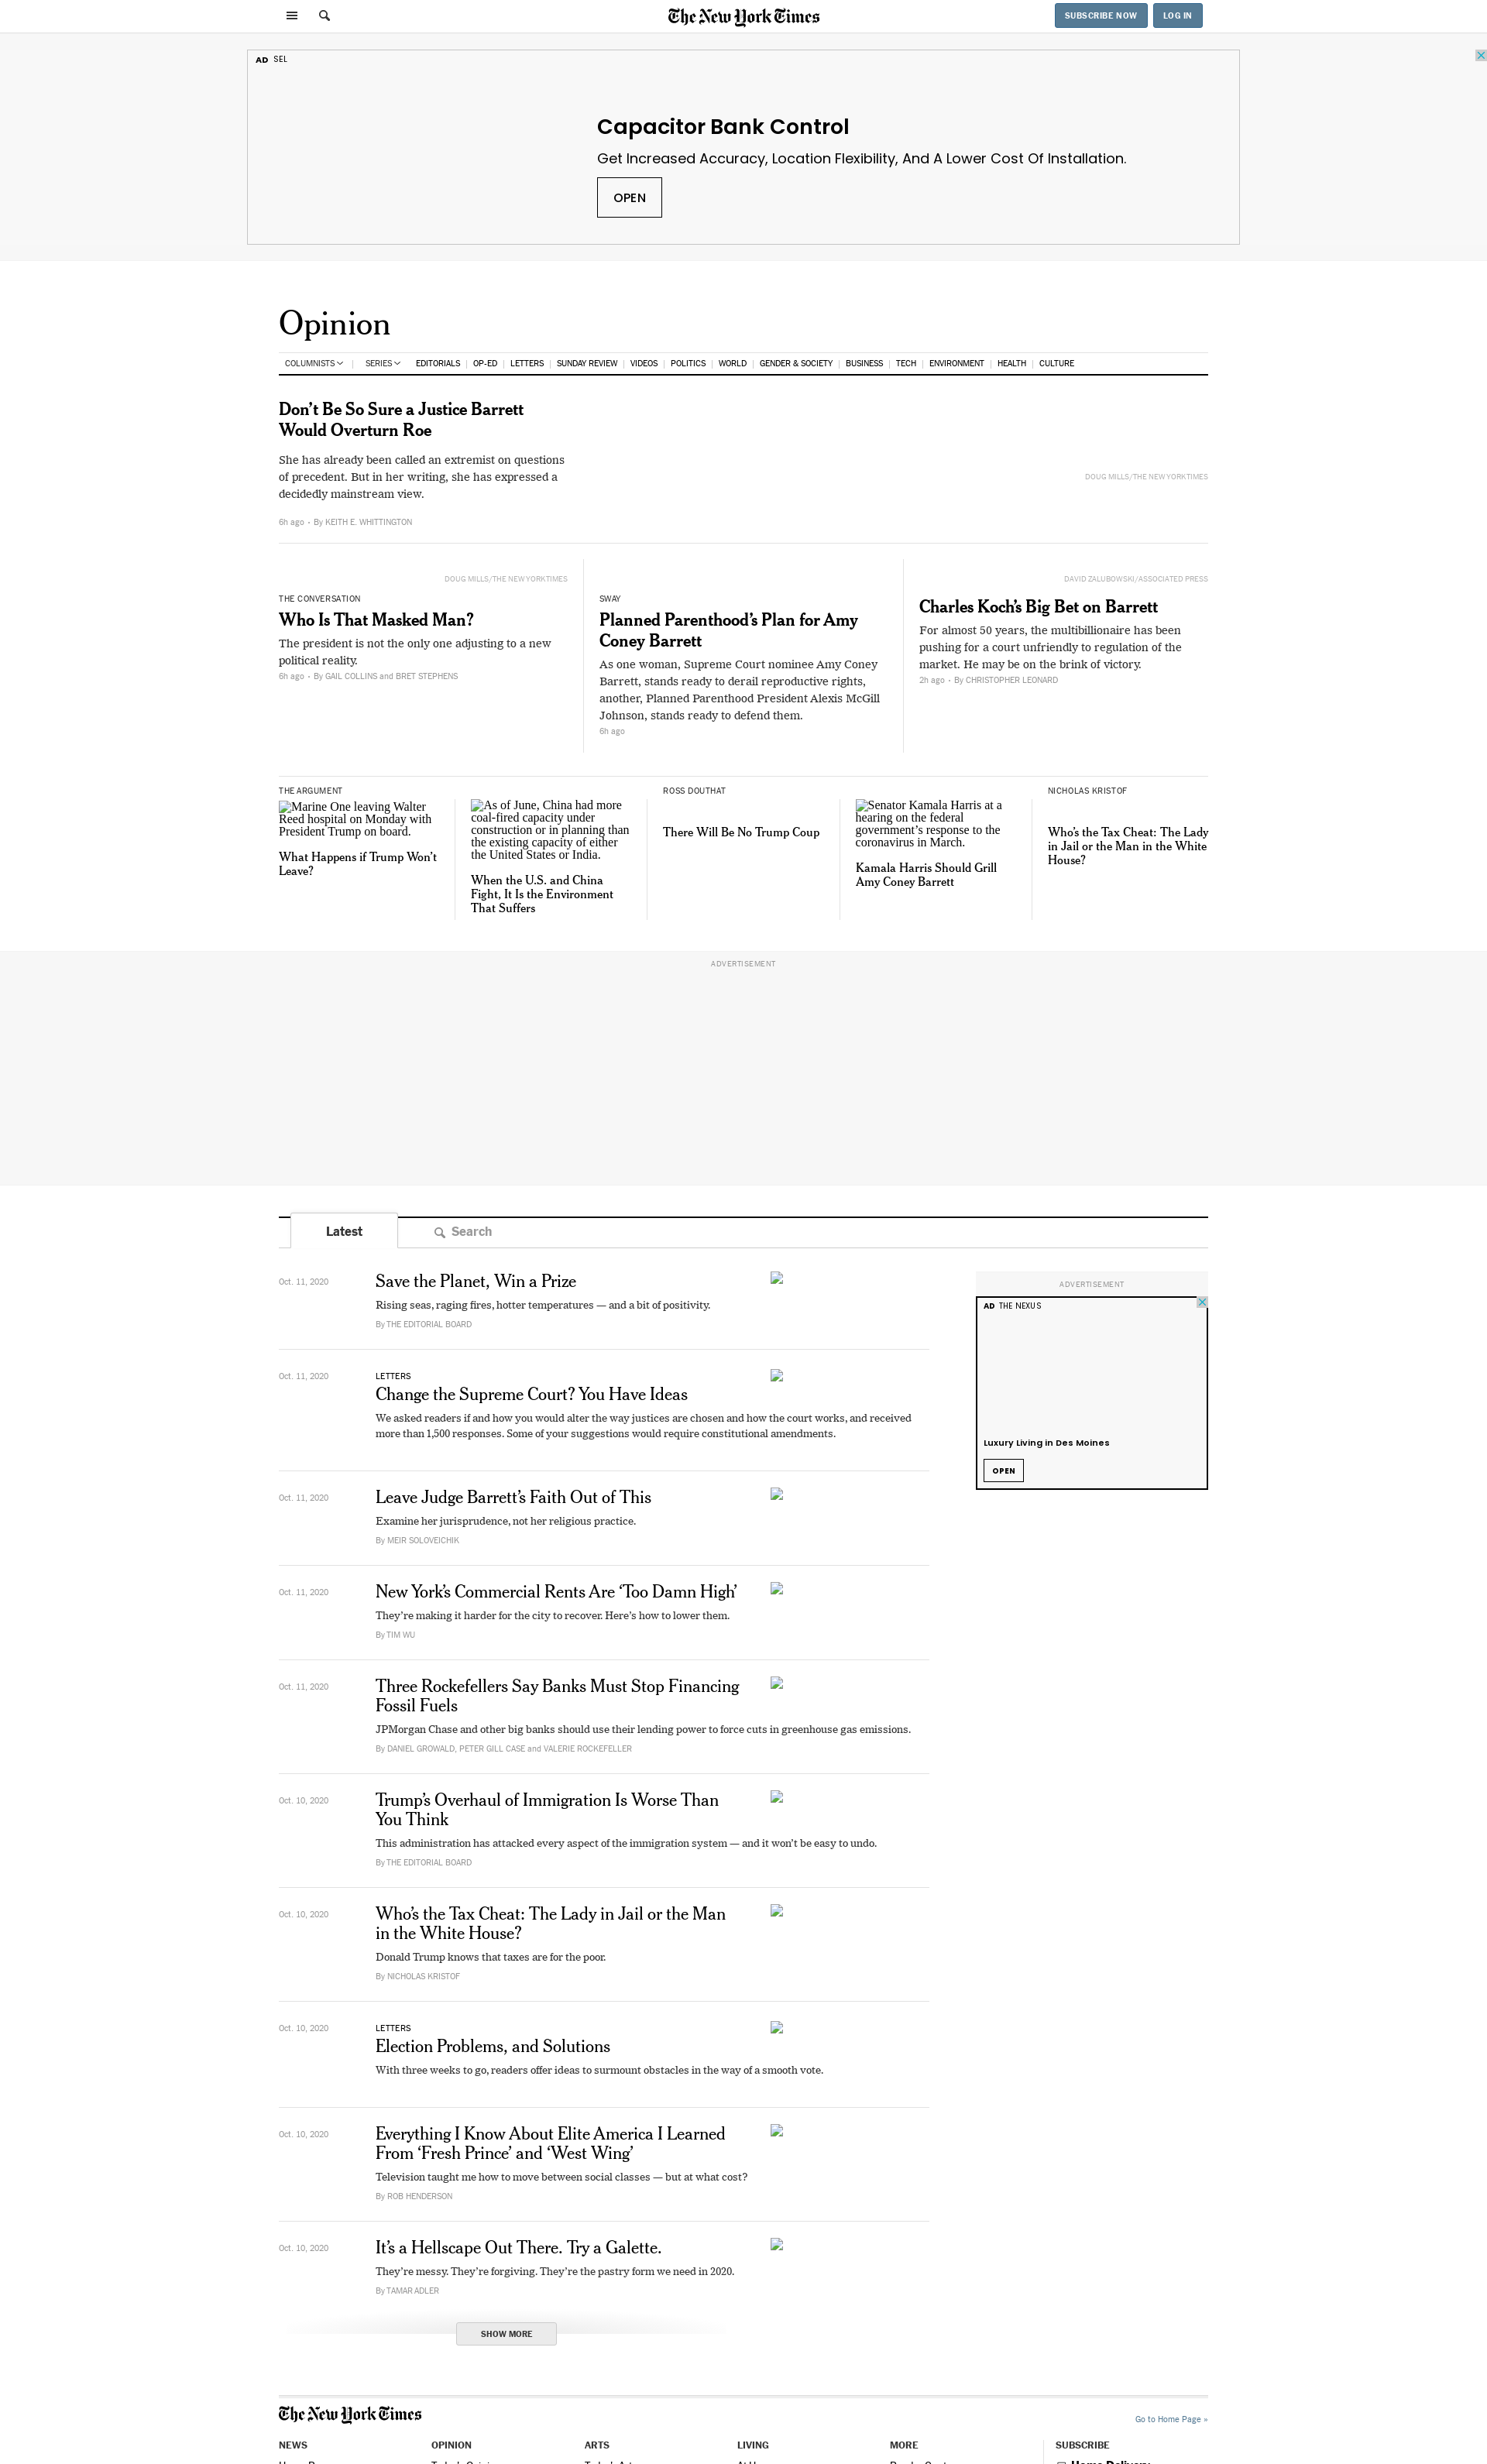 The New York Times
SUBSCRIBE NOW
LOG IN
AD SEL
Capacitor Bank Control
Get Increased Accuracy, Location Flexibility, And A Lower Cost Of Installation.
OPEN
Opinion
COLUMNISTS
SERIES
EDITORIALS
OP-ED
LETTERS
SUNDAY REVIEW
VIDEOS
POLITICS
WORLD
GENDER & SOCIETY
BUSINESS
TECH
ENVIRONMENT
HEALTH
CULTURE
Don’t Be So Sure a Justice Barrett
Would Overturn Roe
She has already been called an extremist on questions
of precedent. But in her writing, she has expressed a
decidedly mainstream view.
6h ago • By KEITH E. WHITTINGTON
DOUG MILLS/THE NEW YORK TIMES
DOUG MILLS/THE NEW YORK TIMES
THE CONVERSATION
Who Is That Masked Man?
The president is not the only one adjusting to a new
political reality.
6h ago • By GAIL COLLINS and BRET STEPHENS
SWAY
Planned Parenthood’s Plan for Amy
Coney Barrett
As one woman, Supreme Court nominee Amy Coney
Barrett, stands ready to derail reproductive rights,
another, Planned Parenthood President Alexis McGill
Johnson, stands ready to defend them.
6h ago
DAVID ZALUBOWSKI/ASSOCIATED PRESS
Charles Koch’s Big Bet on Barrett
For almost 50 years, the multibillionaire has been
pushing for a court unfriendly to regulation of the
market. He may be on the brink of victory.
2h ago • By CHRISTOPHER LEONARD
THE ARGUMENT
Marine One leaving Walter
Reed hospital on Monday with
President Trump on board.
What Happens if Trump Won’t
Leave?
As of June, China had more
coal-fired capacity under
construction or in planning than
the existing capacity of either
the United States or India.
When the U.S. and China
Fight, It Is the Environment
That Suffers
ROSS DOUTHAT
There Will Be No Trump Coup
Senator Kamala Harris at a
hearing on the federal
government’s response to the
coronavirus in March.
Kamala Harris Should Grill
Amy Coney Barrett
NICHOLAS KRISTOF
Who’s the Tax Cheat: The Lady
in Jail or the Man in the White
House?
ADVERTISEMENT
Latest
Search
Oct. 11, 2020
Save the Planet, Win a Prize
Rising seas, raging fires, hotter temperatures — and a bit of positivity.
By THE EDITORIAL BOARD
Oct. 11, 2020
LETTERS
Change the Supreme Court? You Have Ideas
We asked readers if and how you would alter the way justices are chosen and how the court works, and received
more than 1,500 responses. Some of your suggestions would require constitutional amendments.
Oct. 11, 2020
Leave Judge Barrett’s Faith Out of This
Examine her jurisprudence, not her religious practice.
By MEIR SOLOVEICHIK
Oct. 11, 2020
New York’s Commercial Rents Are ‘Too Damn High’
They’re making it harder for the city to recover. Here’s how to lower them.
By TIM WU
Oct. 11, 2020
Three Rockefellers Say Banks Must Stop Financing
Fossil Fuels
JPMorgan Chase and other big banks should use their lending power to force cuts in greenhouse gas emissions.
By DANIEL GROWALD, PETER GILL CASE and VALERIE ROCKEFELLER
Oct. 10, 2020
Trump’s Overhaul of Immigration Is Worse Than
You Think
This administration has attacked every aspect of the immigration system — and it won’t be easy to undo.
By THE EDITORIAL BOARD
Oct. 10, 2020
Who’s the Tax Cheat: The Lady in Jail or the Man
in the White House?
Donald Trump knows that taxes are for the poor.
By NICHOLAS KRISTOF
Oct. 10, 2020
LETTERS
Election Problems, and Solutions
With three weeks to go, readers offer ideas to surmount obstacles in the way of a smooth vote.
Oct. 10, 2020
Everything I Know About Elite America I Learned
From ‘Fresh Prince’ and ‘West Wing’
Television taught me how to move between social classes — but at what cost?
By ROB HENDERSON
Oct. 10, 2020
It’s a Hellscape Out There. Try a Galette.
They’re messy. They’re forgiving. They’re the pastry form we need in 2020.
By TAMAR ADLER
SHOW MORE
ADVERTISEMENT
AD THE NEXUS
Luxury Living in Des Moines
OPEN
The New York Times
Go to Home Page »
NEWS
OPINION
ARTS
LIVING
MORE
SUBSCRIBE